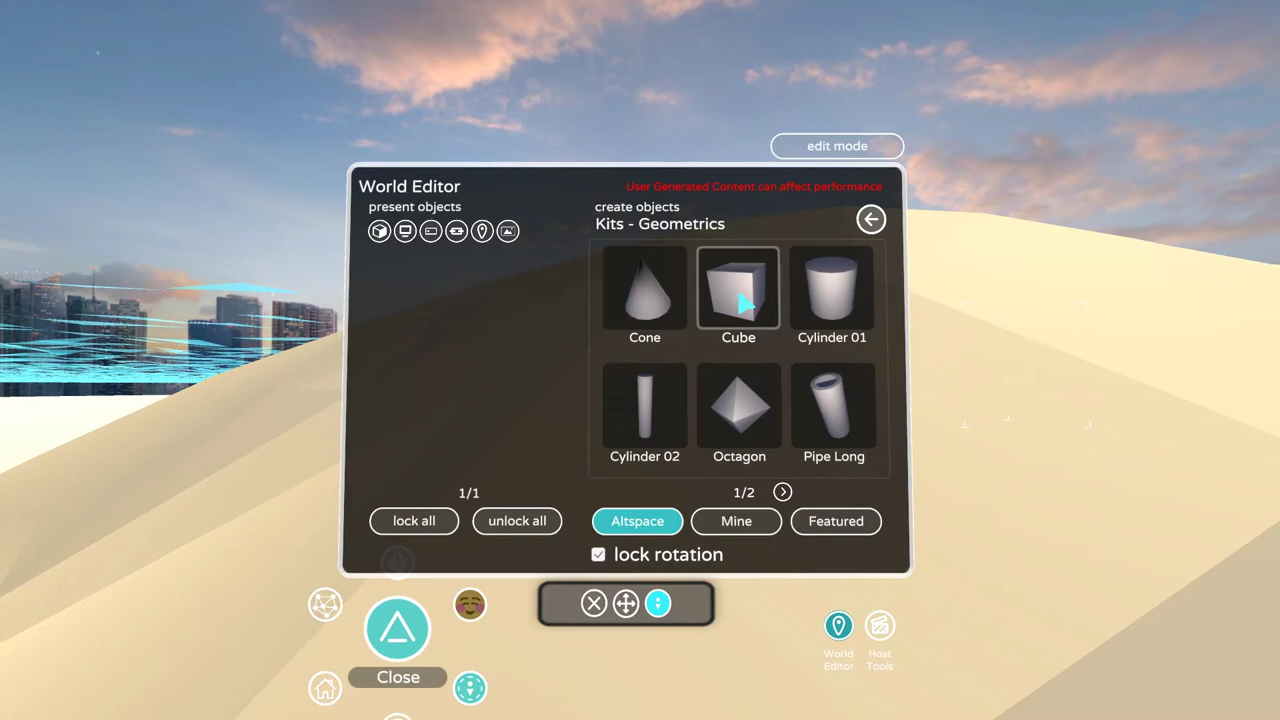 edit mode
World Editor
User Generated Content can affect performance
present objects
create objects
Kits - Geometrics
Cone
Cube
Cylinder 01
Cylinder 02
Octagon
Pipe Long
1/1
1/2
lock all
unlock all
Altspace
Mine
Featured
lock rotation
World
Editor
Host
Tools
Close